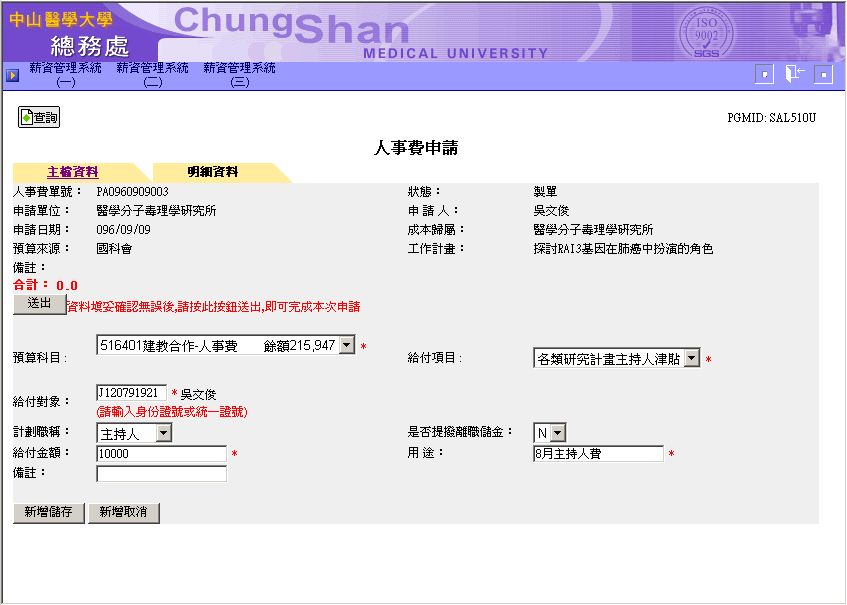 中山醫學大學
總務處
ChungShan
MEDICAL UNIVERSITY
ISO
9002
SGS
薪資管理系統(一) 薪資管理系統(二) 薪資管理系統(三)
查詢
PGMID: SAL510U
人事費申請
主檔資料 明細資料
人事費單號： PA0960909003 狀態： 製單
申請單位： 醫學分子毒理學研究所 申 請 人： 吳文俊
申請日期： 096/09/09 成本歸屬： 醫學分子毒理學研究所
預算來源： 國科會 工作計畫： 探討RAI3基因在肺癌中扮演的角色
備註：
合計： 0.0
送出 資料填妥確認無誤後,請按此按鈕送出,即可完成本次申請
預算科目: 516401建教合作-人事費 餘額215,947 * 給付項目: 各類研究計畫主持人津貼 *
給付對象： J120791921 * 吳文俊
(請輸入身份證號或統一證號)
計劃職稱： 主持人 是否提撥離職儲金： N
給付金額： 10000 * 用 途： 8月主持人費 *
備註：
新增儲存 新增取消